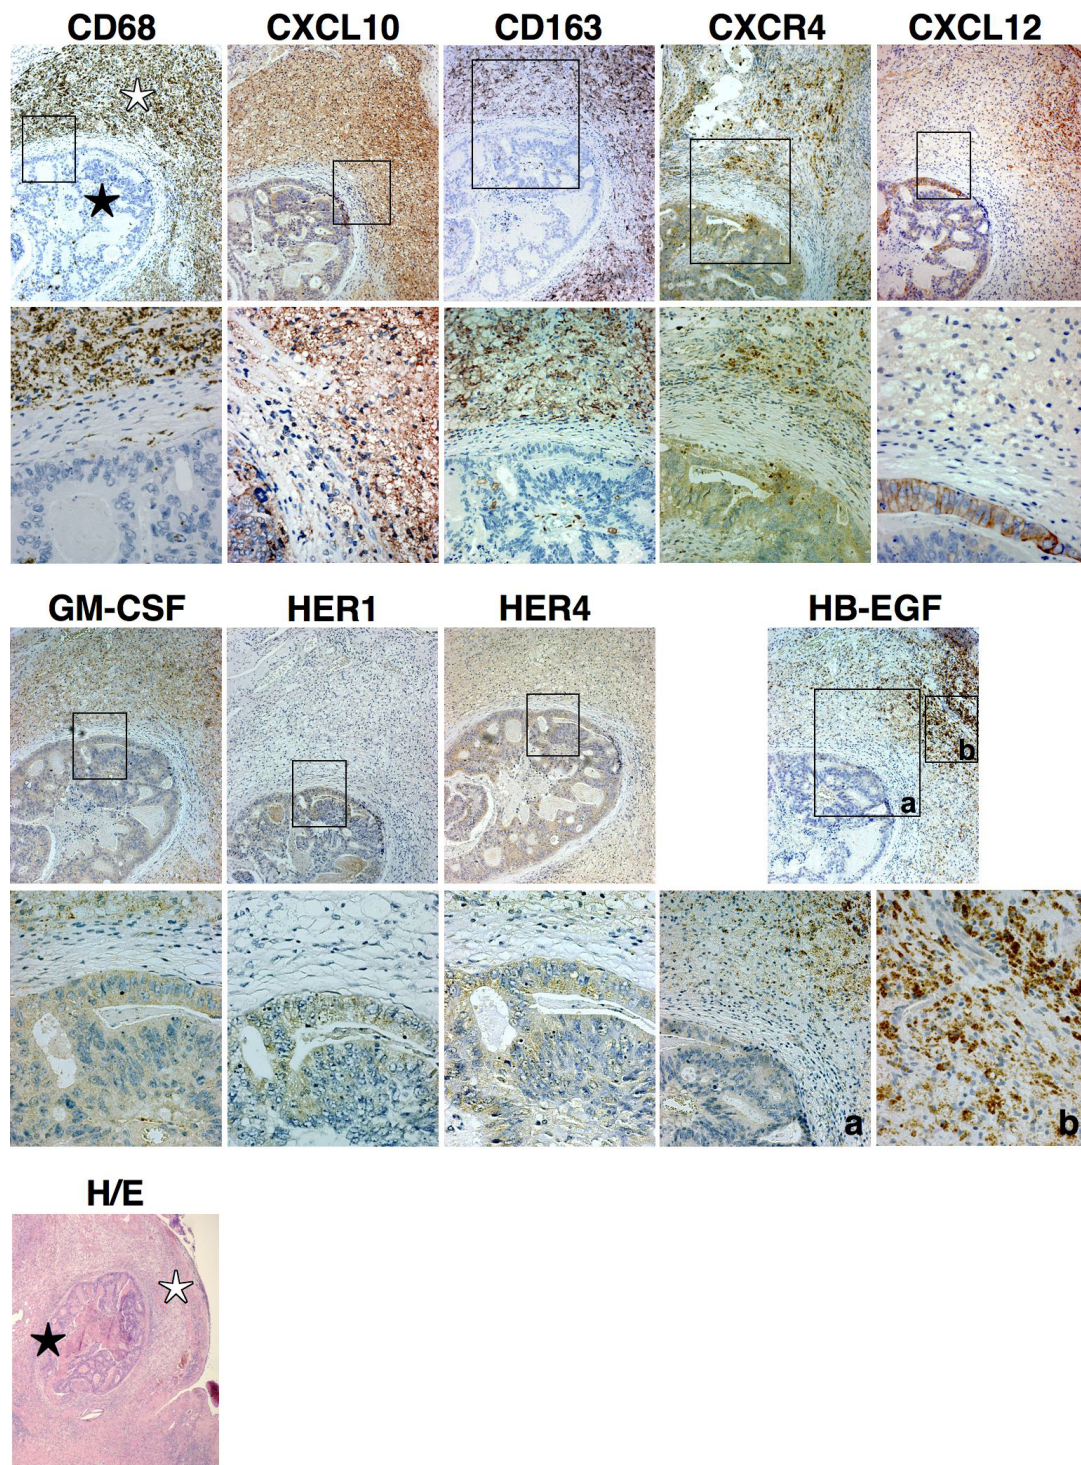 CD68 CXCL10 CD163 CXCR4 CXCL12
GM-CSF HER1 HER4 HB-EGF
b
a
a b
H/E